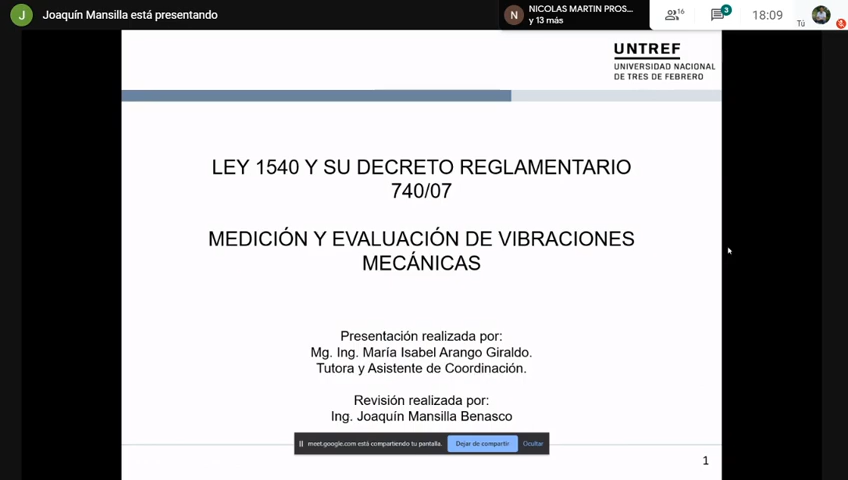 J Joaquín Mansilla está presentando
N NICOLAS MARTIN PROS...
y 13 más
16
3
18:09
Tú
UNTREF
UNIVERSIDAD NACIONAL
DE TRES DE FEBRERO
LEY 1540 Y SU DECRETO REGLAMENTARIO
740/07
MEDICIÓN Y EVALUACIÓN DE VIBRACIONES
MECÁNICAS
Presentación realizada por:
Mg. Ing. María Isabel Arango Giraldo.
Tutora y Asistente de Coordinación.
Revisión realizada por:
Ing. Joaquín Mansilla Benasco
meet.google.com está compartiendo tu pantalla. Dejar de compartir Ocultar
1